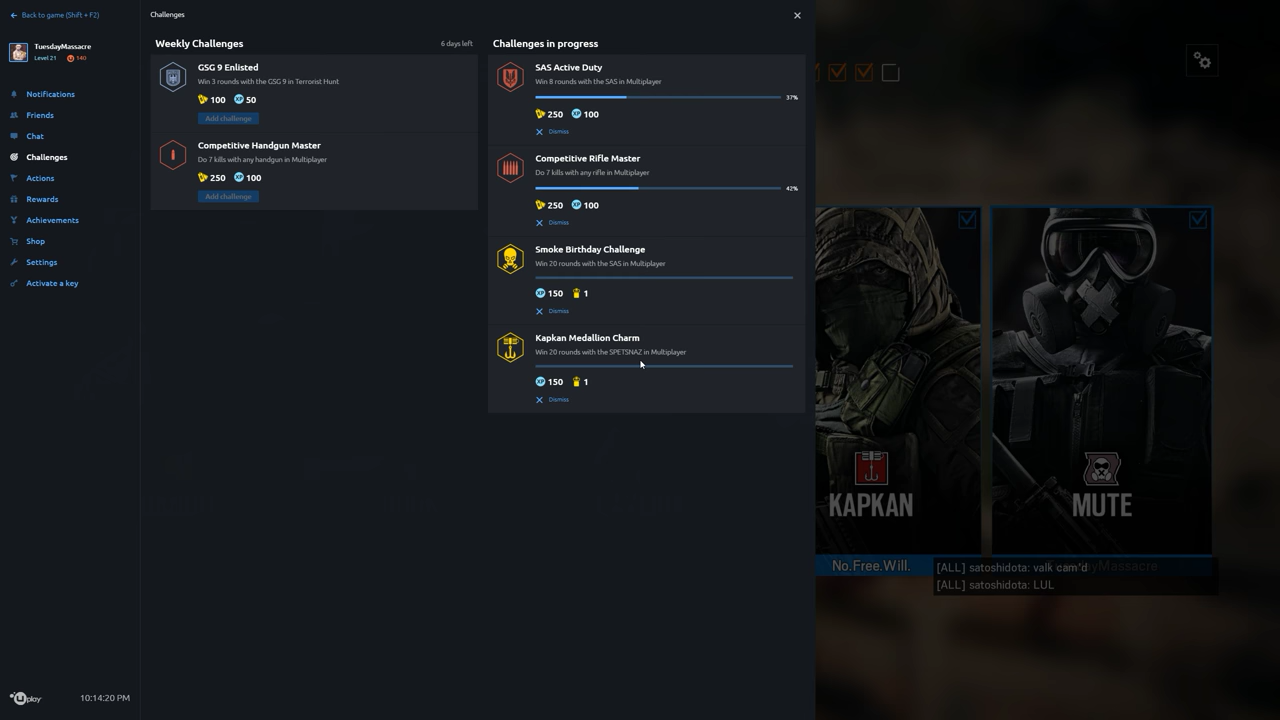 Back to game (Shift + F2)
TuesdayMassacre
Level 21 140
Notifications
Friends
Chat
Challenges
Actions
Rewards
Achievements
Shop
Settings
Activate a key
uplay
10:14:20 PM
Challenges
Weekly Challenges
6 days left
GSG 9 Enlisted
Win 3 rounds with the GSG 9 in Terrorist Hunt
100 XP 50
Add challenge
Competitive Handgun Master
Do 7 kills with any handgun in Multiplayer
250 XP 100
Add challenge
Challenges in progress
SAS Active Duty
Win 8 rounds with the SAS in Multiplayer
37%
250 XP 100
Dismiss
Competitive Rifle Master
Do 7 kills with any rifle in Multiplayer
42%
250 XP 100
Dismiss
Smoke Birthday Challenge
Win 20 rounds with the SAS in Multiplayer
XP 150 1
Dismiss
Kapkan Medallion Charm
Win 20 rounds with the SPETSNAZ in Multiplayer
XP 150 1
Dismiss
KAPKAN
No.Free.Will.
MUTE
[ALL] satoshidota: valk cam'd
[ALL] satoshidota: LUL